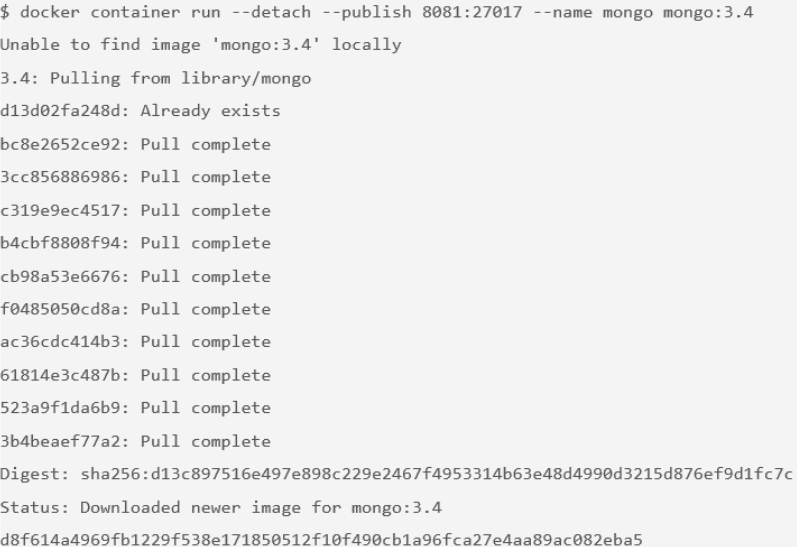 $ docker container run --detach --publish 8081:27017 --name mongo mongo:3.4
Unable to find image 'mongo:3.4' locally
3.4: Pulling from library/mongo
d13d02fa248d: Already exists
bc8e2652ce92: Pull complete
3cc856886986: Pull complete
c319e9ec4517: Pull complete
b4cbf8808f94: Pull complete
cb98a53e6676: Pull complete
f0485050cd8a: Pull complete
ac36cdc414b3: Pull complete
61814e3c487b: Pull complete
523a9f1da6b9: Pull complete
3b4beaef77a2: Pull complete
Digest: sha256:d13c897516e497e898c229e2467f4953314b63e48d4990d3215d876ef9d1fc7c
Status: Downloaded newer image for mongo:3.4
d8f614a4969fb1229f538e171850512f10f490cb1a96fca27e4aa89ac082eba5